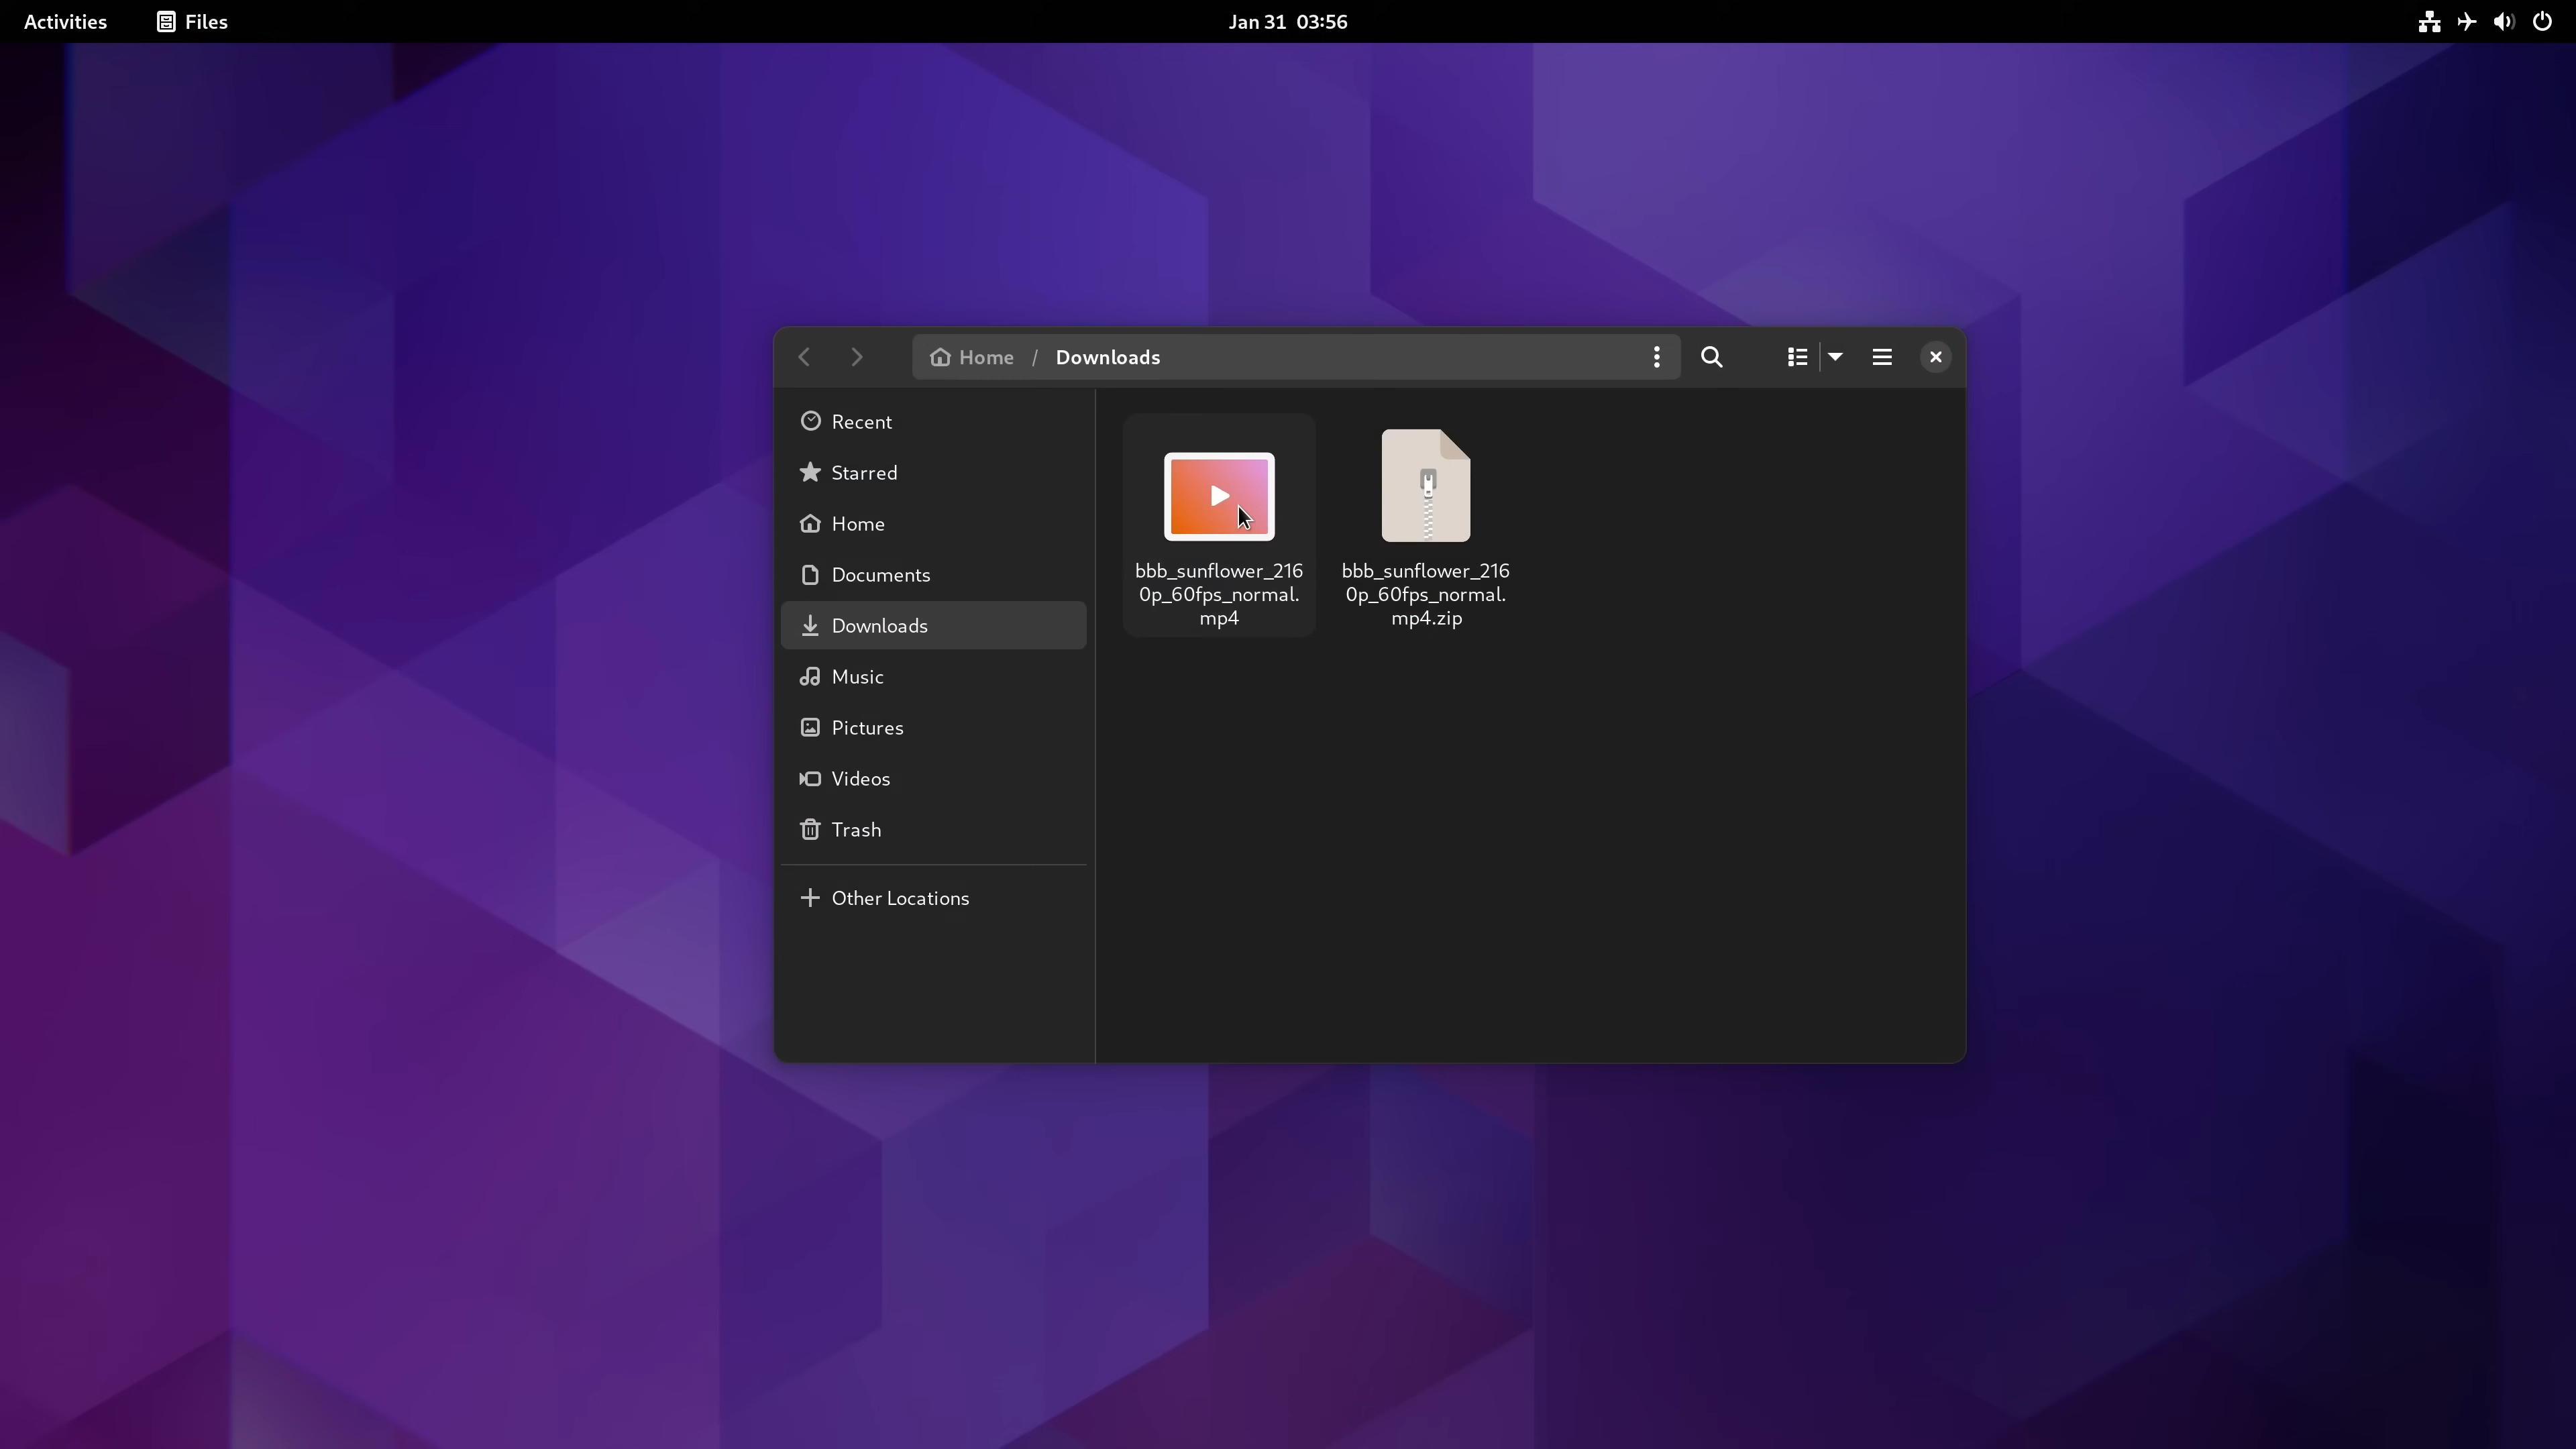 Activities Files Jan 31 03:56
Home / Downloads
Recent
Starred
Home
Documents
Downloads
Music
Pictures
Videos
Trash
Other Locations
bbb_sunflower_216
0p_60fps_normal.
mp4
bbb_sunflower_216
0p_60fps_normal.
mp4.zip